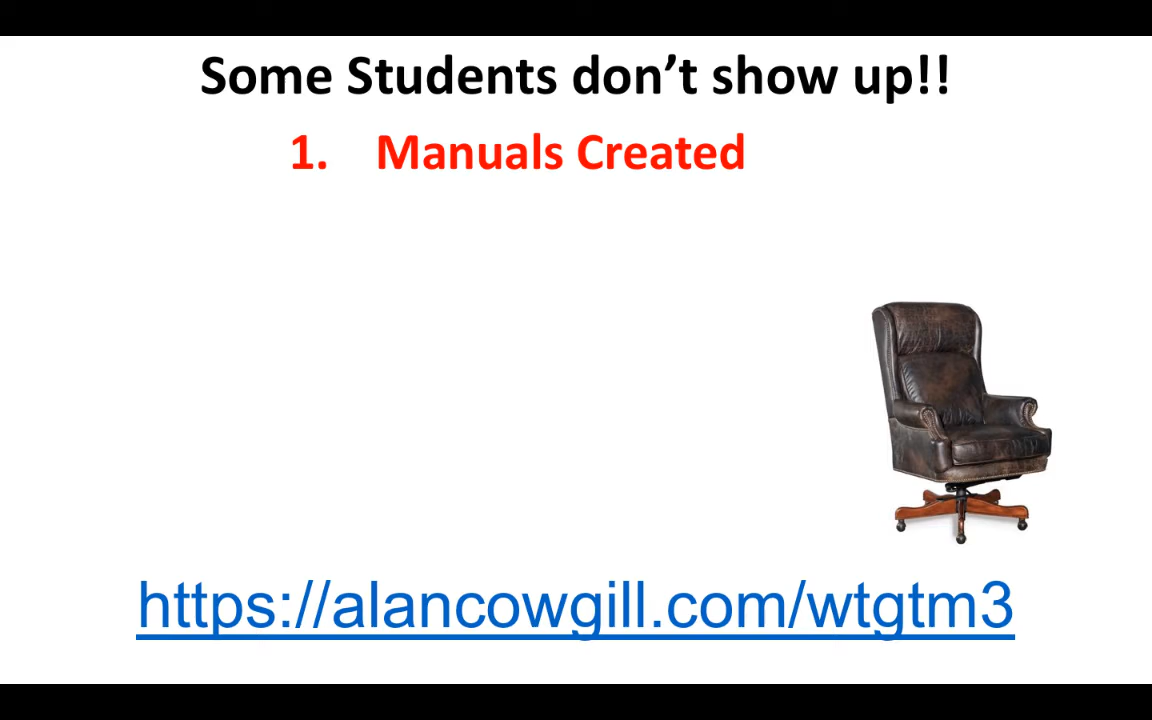 Some Students don’t show up!!
1. Manuals Created
https://alancowgill.com/wtgtm3